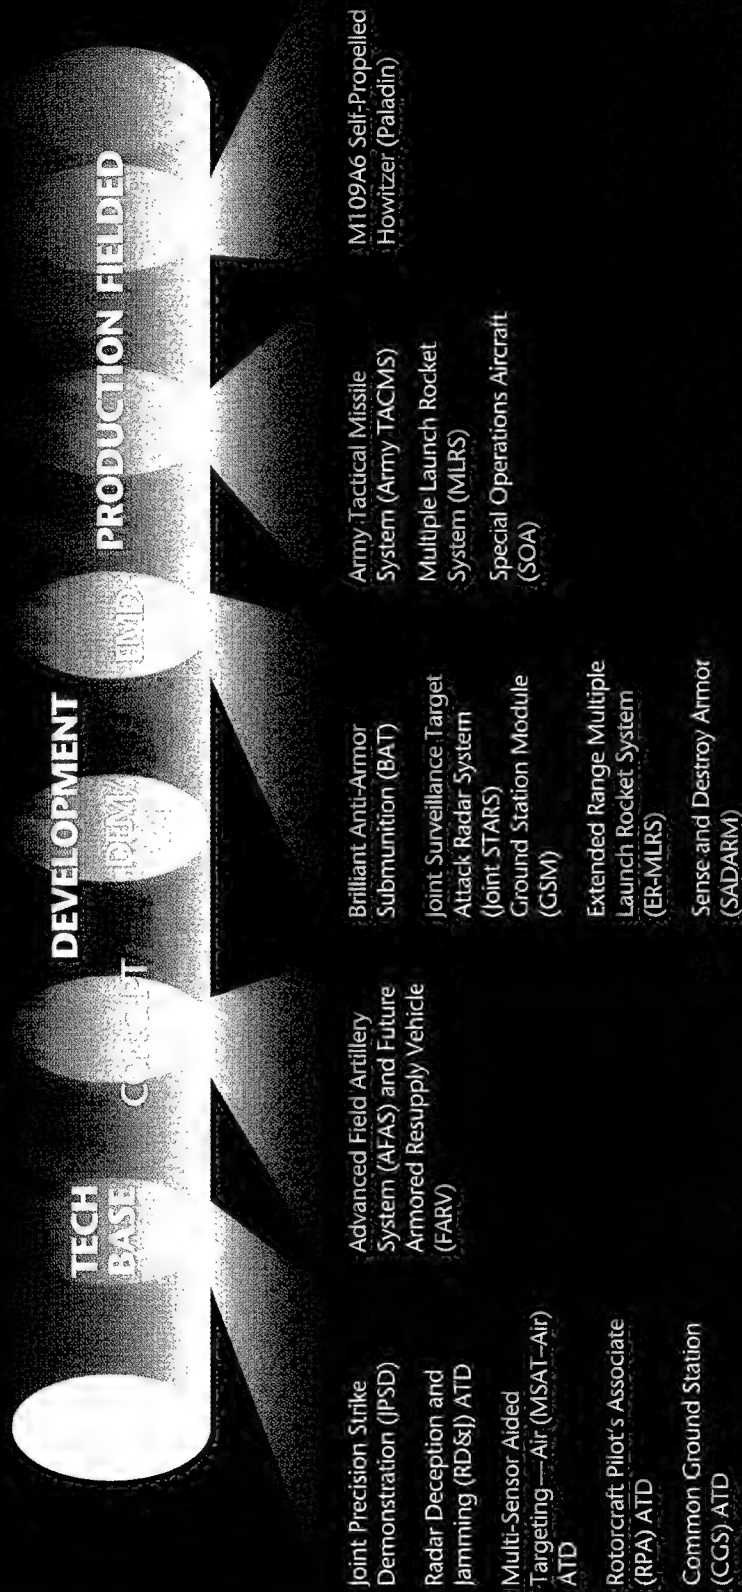 TECH
BASE
DEVELOPMENT
PRODUCTION
FIELDED
Joint Precision Strike
Demonstration (JPSD)
Radar Deception and
Jamming (RD&J) ATD
Multi-Sensor Aided
Targeting—Air (MSAT–Air)
ATD
Rotorcraft Pilot's Associate
(RPA) ATD
Common Ground Station
(CGS) ATD
Advanced Field Artillery
System (AFAS) and Future
Armored Resupply Vehicle
(FARV)
Brilliant Anti-Armor
Submunition (BAT)
Joint Surveillance Target
Attack Radar System
(Joint STARS)
Ground Station Module
(GSM)
Extended Range Multiple
Launch Rocket System
(ER-MLRS)
Sense and Destroy Armor
(SADARM)
Army Tactical Missile
System (Army TACMS)
Multiple Launch Rocket
System (MLRS)
Special Operations Aircraft
(SOA)
M109A6 Self-Propelled
Howitzer (Paladin)